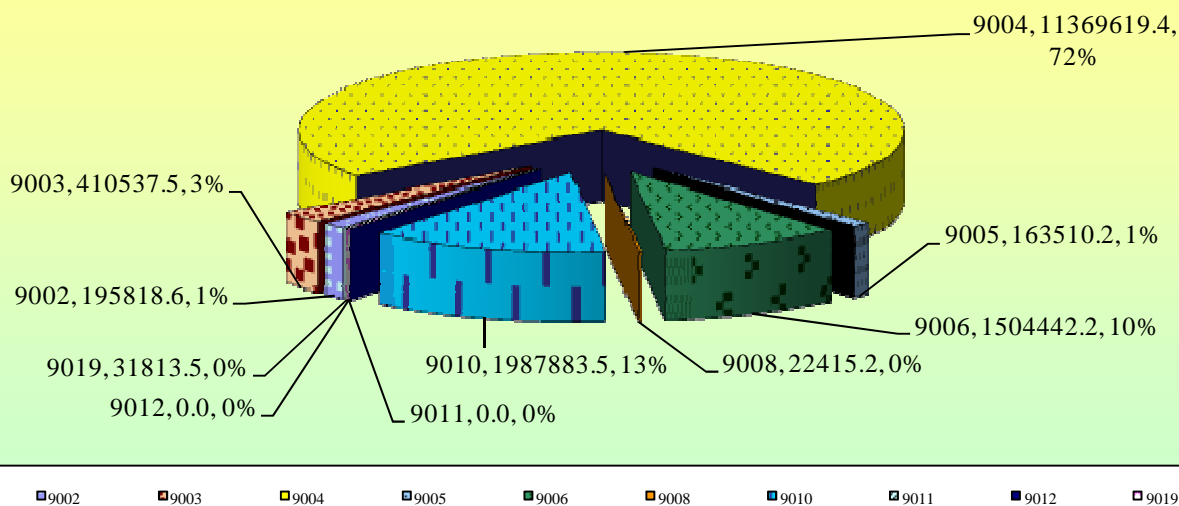 9004, 11369619.4,
72%
9003, 410537.5, 3%
9005, 163510.2, 1%
9002, 195818.6, 1%
9006, 1504442.2, 10%
9019, 31813.5, 0%
9010, 1987883.5, 13%
9008, 22415.2, 0%
9012, 0.0, 0%
9011, 0.0, 0%
9002 9003 9004 9005 9006 9008 9010 9011 9012 9019